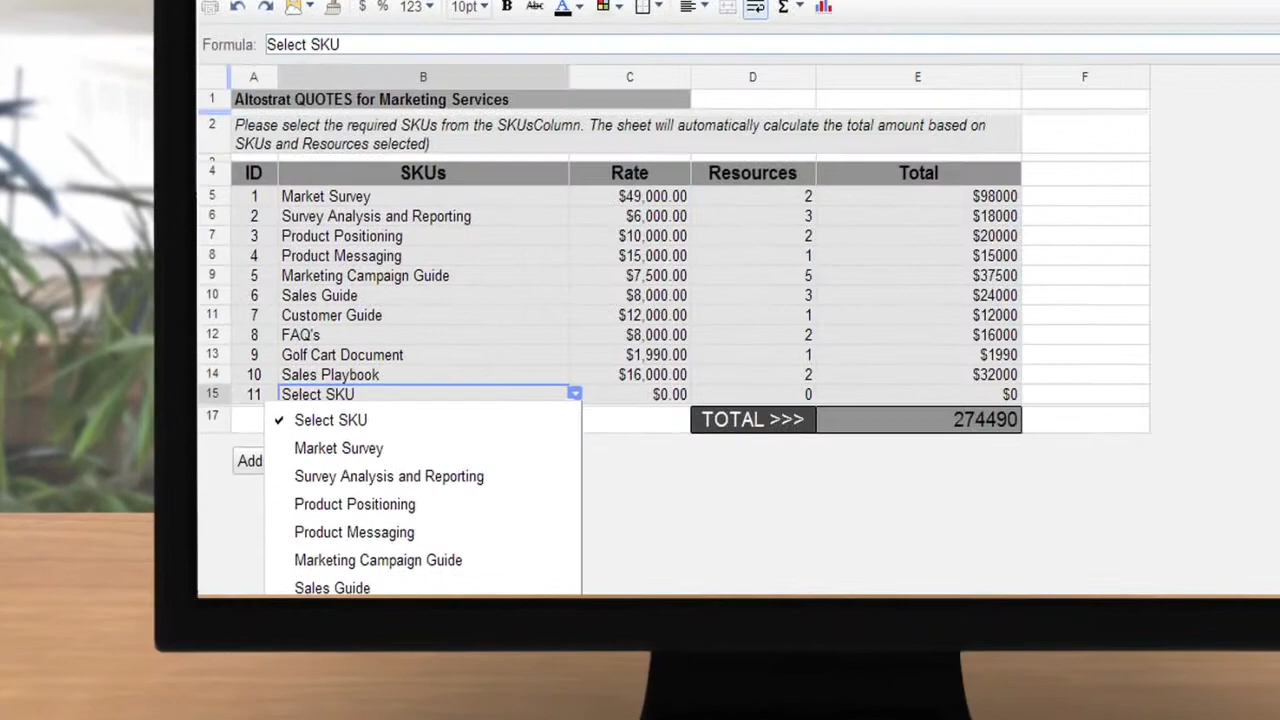 $ % 123 10pt B Abc A Σ
Formula: Select SKU
A B C D E F
1 Altostrat QUOTES for Marketing Services
2 Please select the required SKUs from the SKUsColumn. The sheet will automatically calculate the total amount based on
SKUs and Resources selected)
4 ID SKUs Rate Resources Total
5 1 Market Survey $49,000.00 2 $98000
6 2 Survey Analysis and Reporting $6,000.00 3 $18000
7 3 Product Positioning $10,000.00 2 $20000
8 4 Product Messaging $15,000.00 1 $15000
9 5 Marketing Campaign Guide $7,500.00 5 $37500
10 6 Sales Guide $8,000.00 3 $24000
11 7 Customer Guide $12,000.00 1 $12000
12 8 FAQ's $8,000.00 2 $16000
13 9 Golf Cart Document $1,990.00 1 $1990
14 10 Sales Playbook $16,000.00 2 $32000
15 11 Select SKU $0.00 0 $0
17 TOTAL >>> 274490
✓ Select SKU
Market Survey
Add
Survey Analysis and Reporting
Product Positioning
Product Messaging
Marketing Campaign Guide
Sales Guide